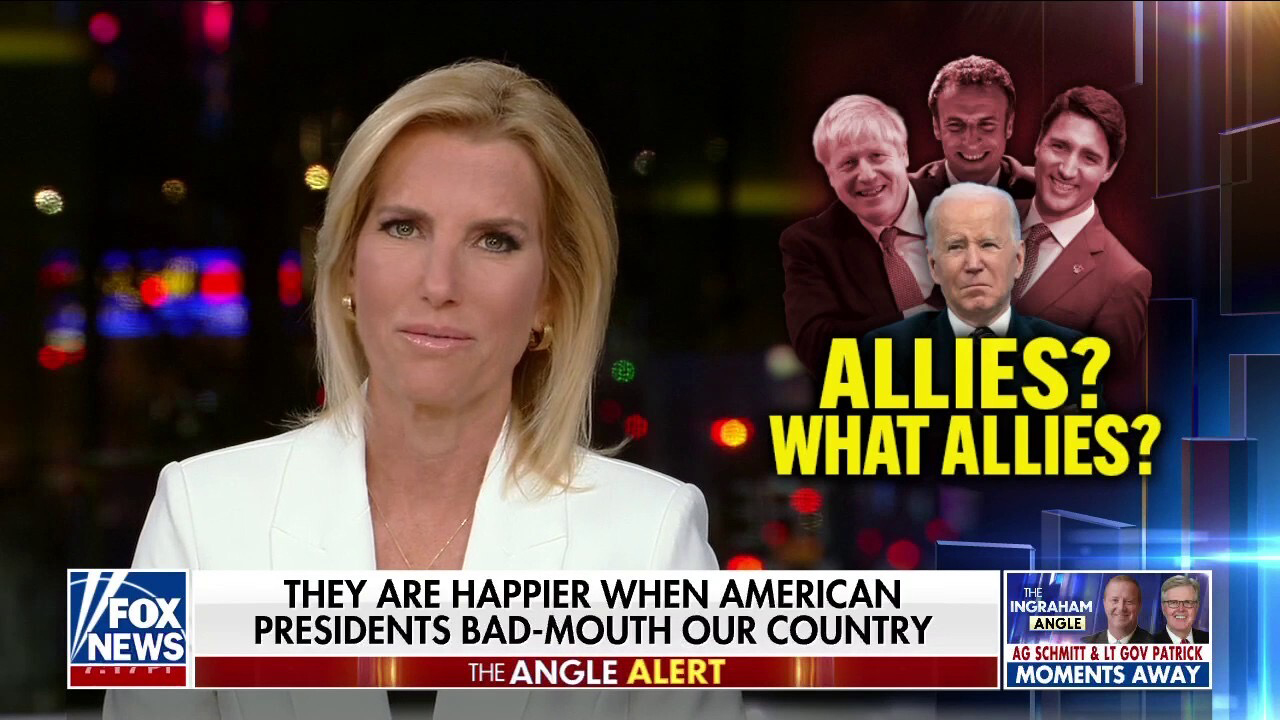 ALLIES?
WHAT ALLIES?
FOX
NEWS
THEY ARE HAPPIER WHEN AMERICAN
PRESIDENTS BAD-MOUTH OUR COUNTRY
THE ANGLE ALERT
THE
INGRAHAM
ANGLE
AG SCHMITT & LT GOV PATRICK
MOMENTS AWAY